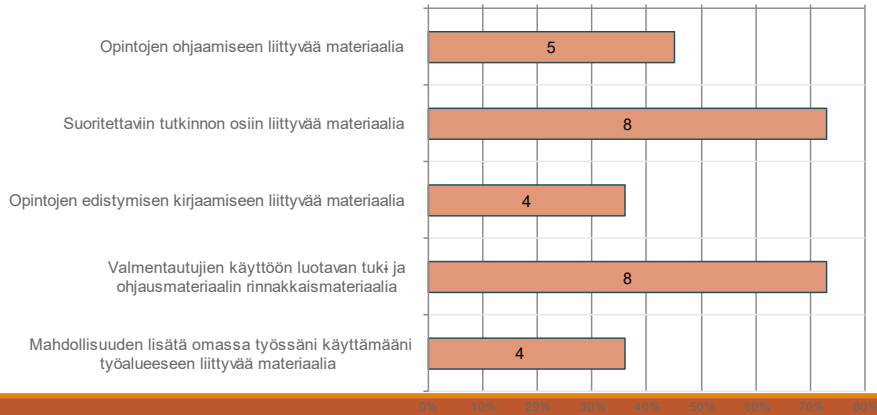 Opintojen ohjaamiseen liittyvää materiaalia
5
Suoritettaviin tutkinnon osiin liittyvää materiaalia
8
Opintojen edistymisen kirjaamiseen liittyvää materiaalia
4
Valmentautujien käyttöön luotavan tuki- ja
ohjausmateriaalin rinnakkaismateriaalia
8
Mahdollisuuden lisätä omassa työssäni käyttämääni
työalueeseen liittyvää materiaalia
4
0% 10% 20% 30% 40% 50% 60% 70% 80%